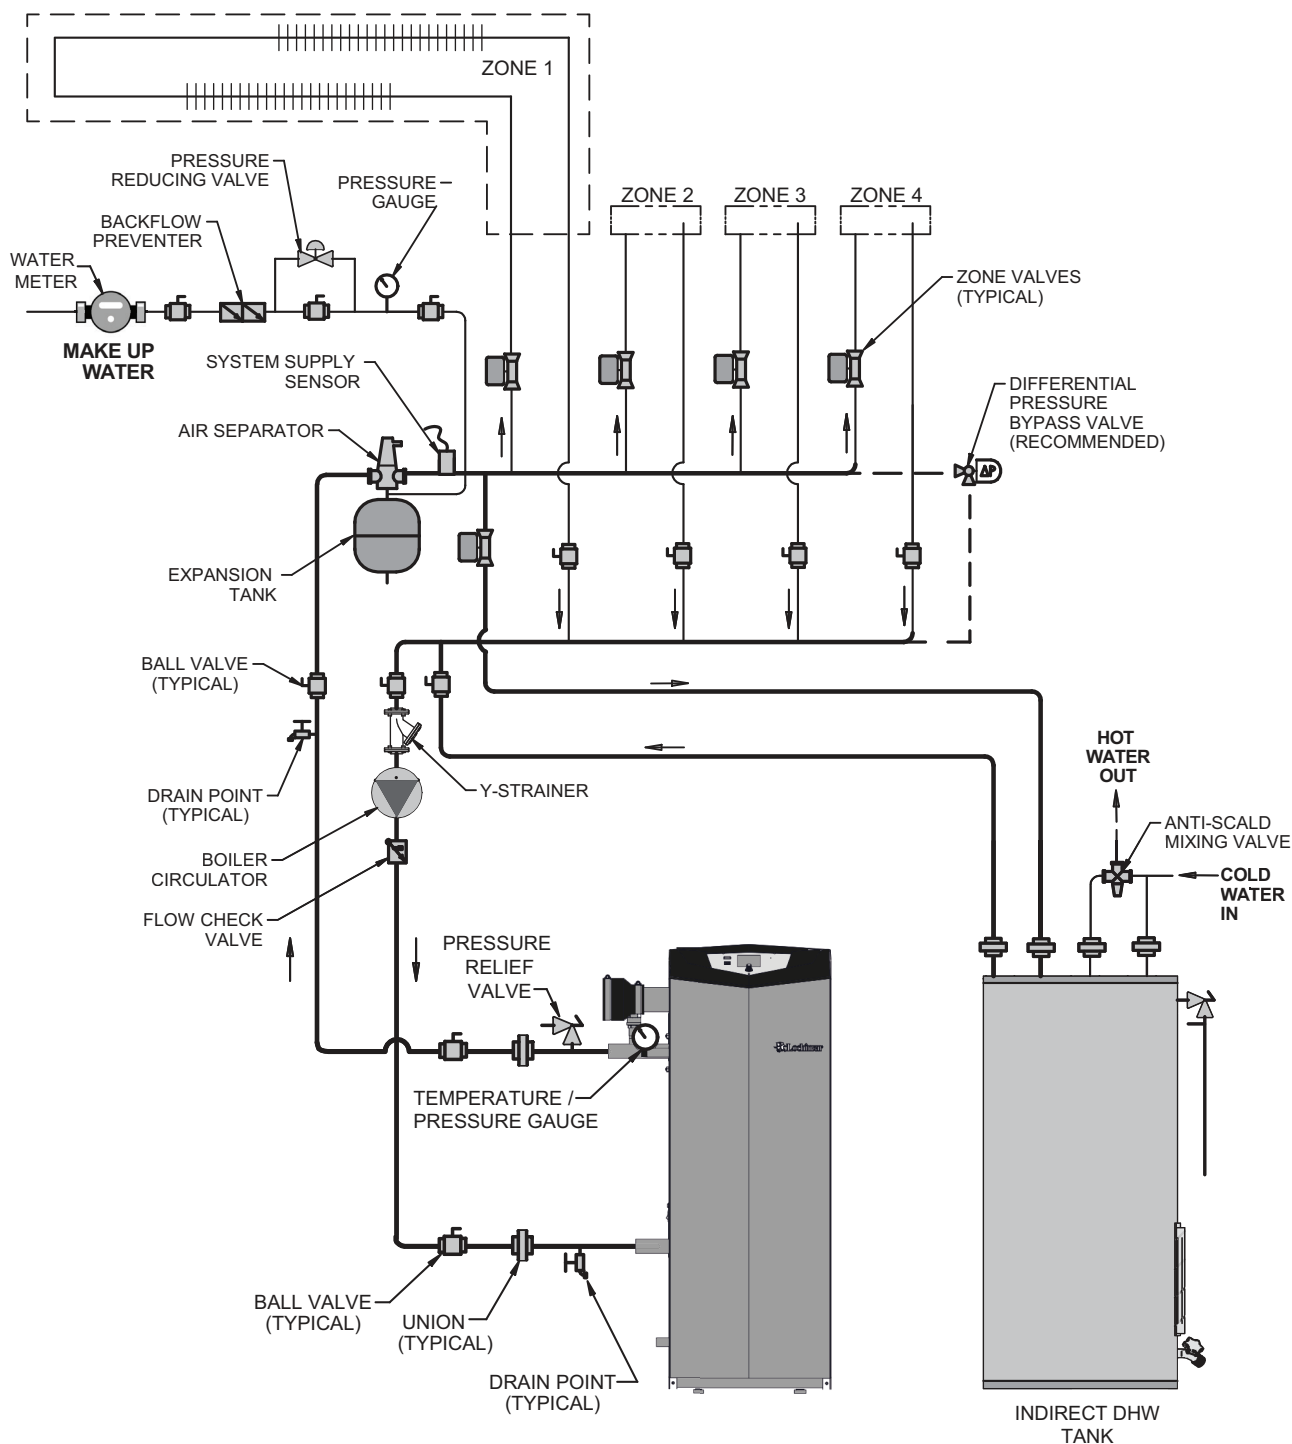 ZONE 1
PRESSURE
REDUCING VALVE
PRESSURE
GAUGE
BACKFLOW
PREVENTER
WATER
METER
MAKE UP
WATER
ZONE 2
ZONE 3
ZONE 4
ZONE VALVES
(TYPICAL)
SYSTEM SUPPLY
SENSOR
AIR SEPARATOR
DIFFERENTIAL
PRESSURE
BYPASS VALVE
(RECOMMENDED)
ΔP
EXPANSION
TANK
BALL VALVE
(TYPICAL)
DRAIN POINT
(TYPICAL)
Y-STRAINER
BOILER
CIRCULATOR
FLOW CHECK
VALVE
HOT
WATER
OUT
ANTI-SCALD
MIXING VALVE
COLD
WATER
IN
PRESSURE
RELIEF
VALVE
Lochinvar
TEMPERATURE /
PRESSURE GAUGE
BALL VALVE
(TYPICAL)
UNION
(TYPICAL)
DRAIN POINT
(TYPICAL)
INDIRECT DHW
TANK